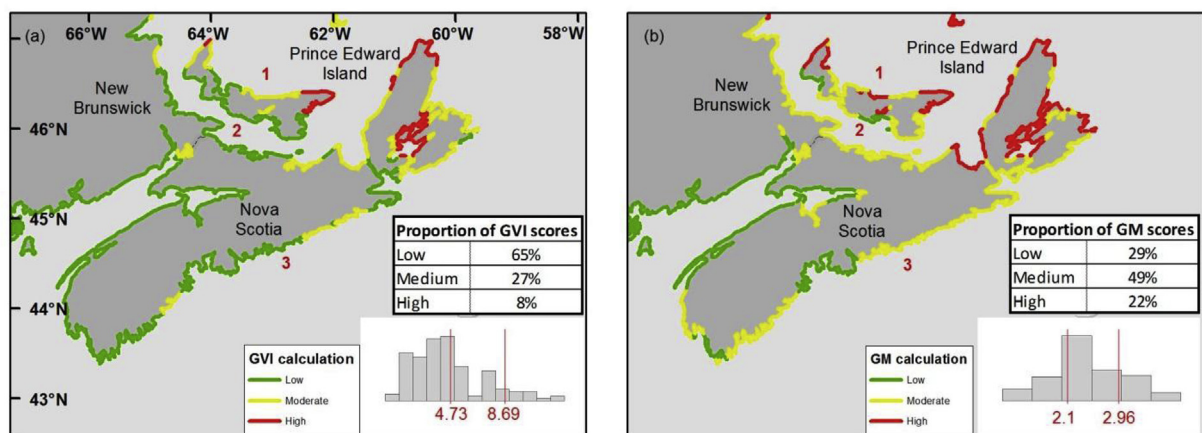 66°W
64°W
62°W
60°W
58°W
(a)
Prince Edward
Island
1
New
Brunswick
2
46°N
45°N
Nova
Scotia
3
44°N
43°N
Proportion of GVI scores
Low 65%
Medium 27%
High 8%
GVI calculation
Low
Moderate
High
4.73 8.69
(b)
Prince Edward
Island
1
New
Brunswick
2
Nova
Scotia
3
Proportion of GM scores
Low 29%
Medium 49%
High 22%
GM calculation
Low
Moderate
High
2.1 2.96